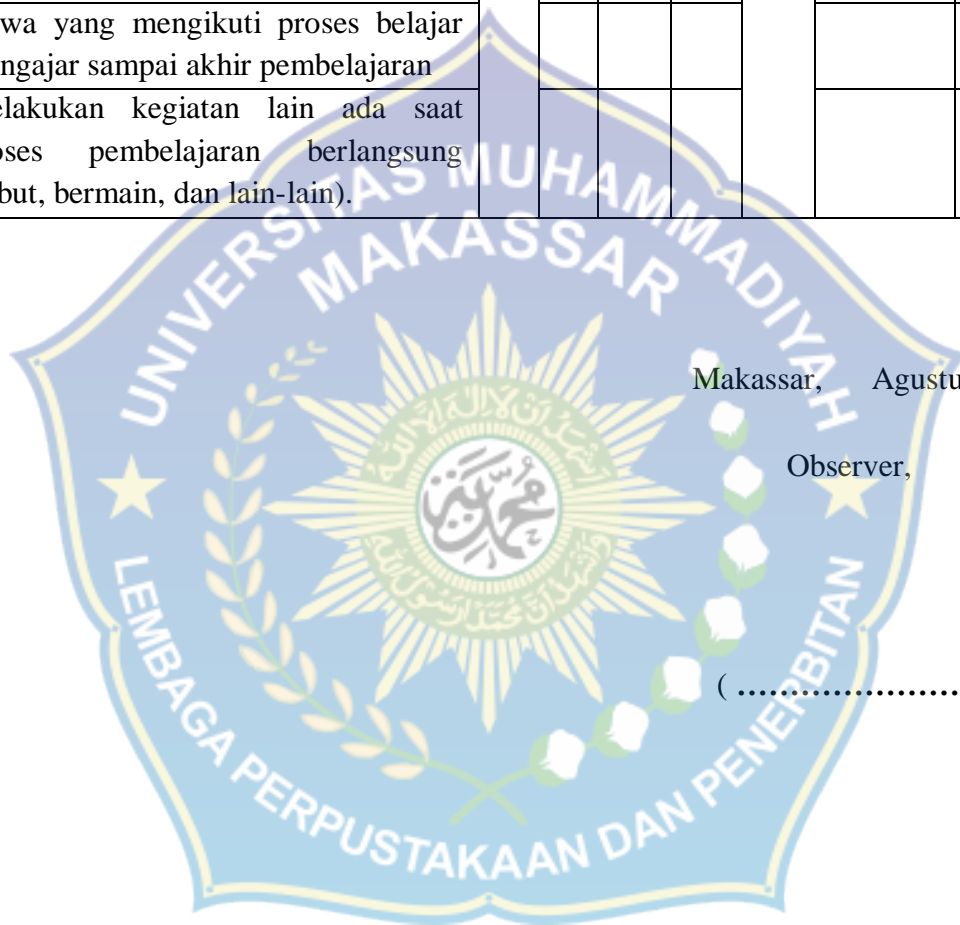 wa yang mengikuti proses belajar
ngajar sampai akhir pembelajaran
elakukan kegiatan lain ada saat
oses pembelajaran berlangsung
but, bermain, dan lain-lain).
UNIVERSITAS MUHAMMADIYAH
MAKASSAR
Makassar, Agustu
Observer,
( ........................
LEMBAGA PERPUSTAKAAN DAN PENERBITAN